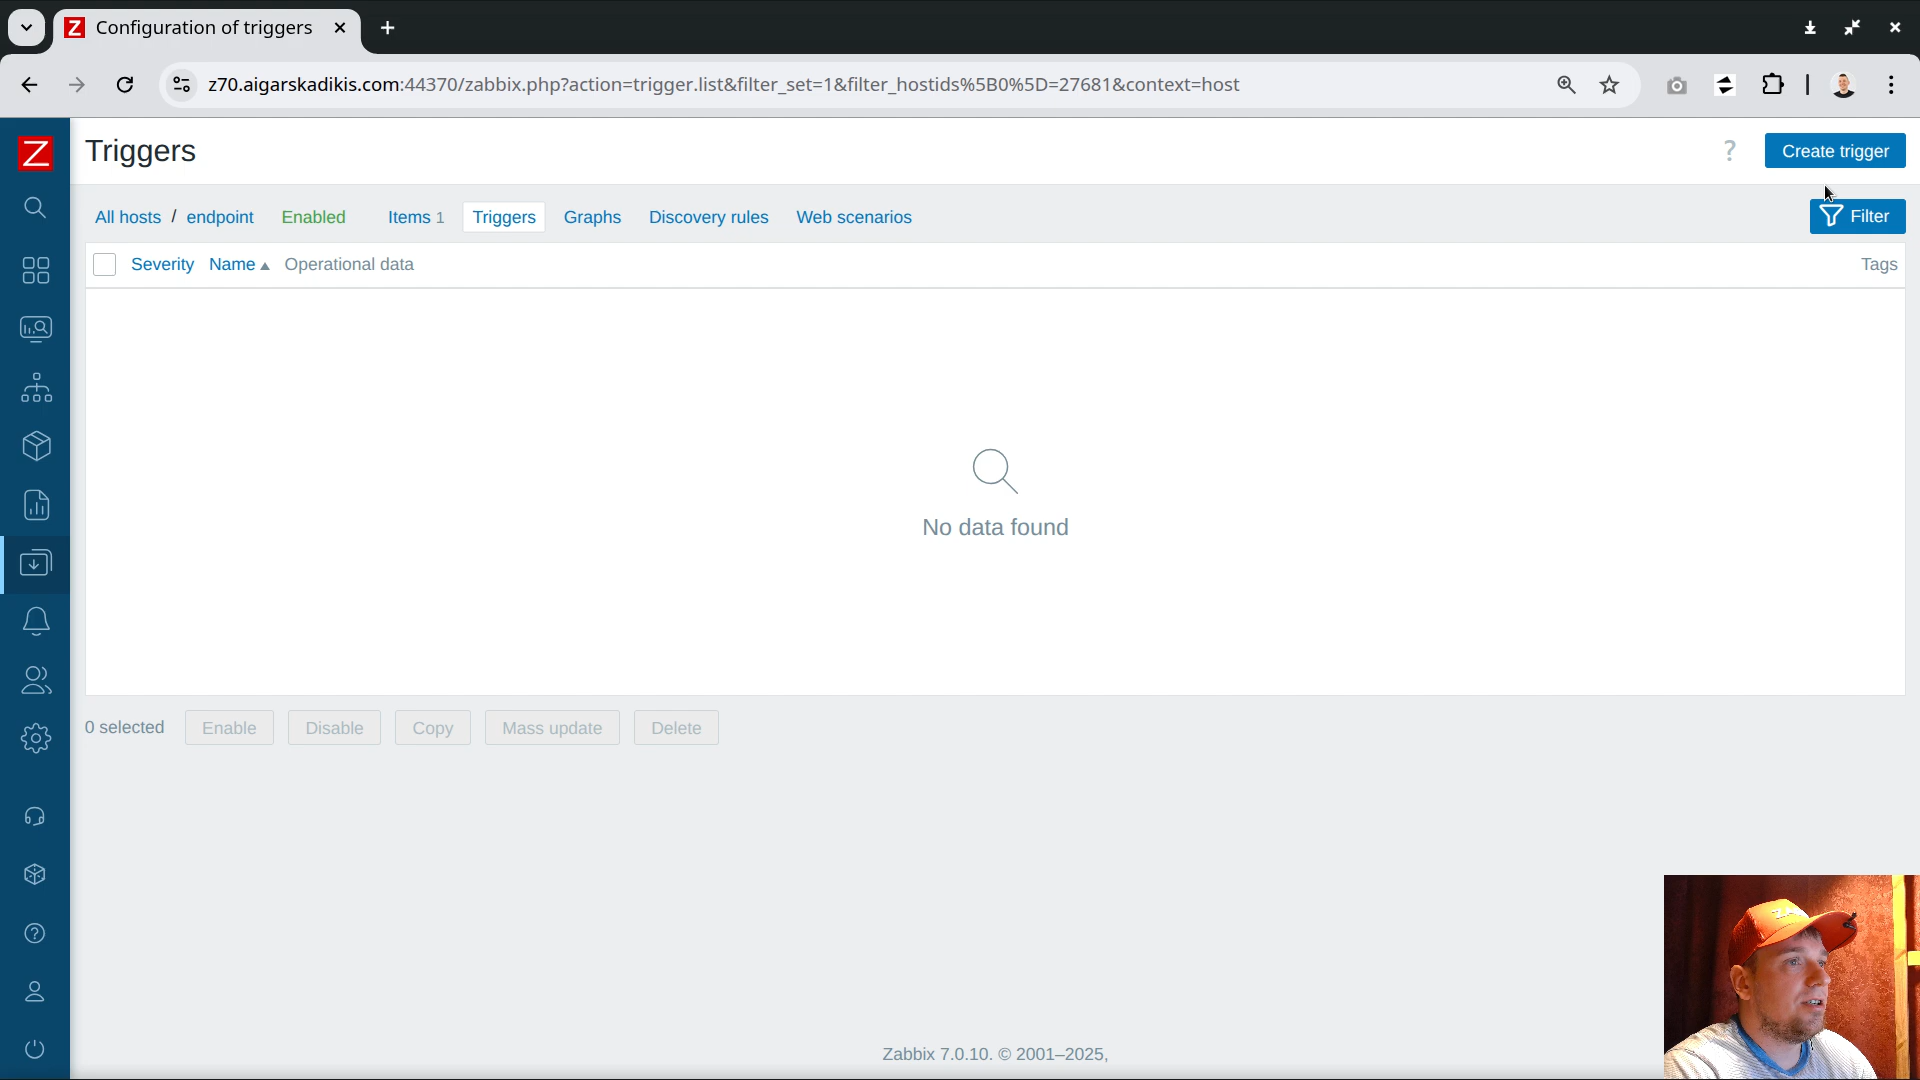 Z Configuration of triggers
z70.aigarskadikis.com:44370/zabbix.php?action=trigger.list&filter_set=1&filter_hostids%5B0%5D=27681&context=host
Z
Triggers
? Create trigger
All hosts / endpoint Enabled Items 1 Triggers Graphs Discovery rules Web scenarios
Filter
Severity Name Operational data Tags
No data found
0 selected Enable Disable Copy Mass update Delete
Zabbix 7.0.10. © 2001–2025,